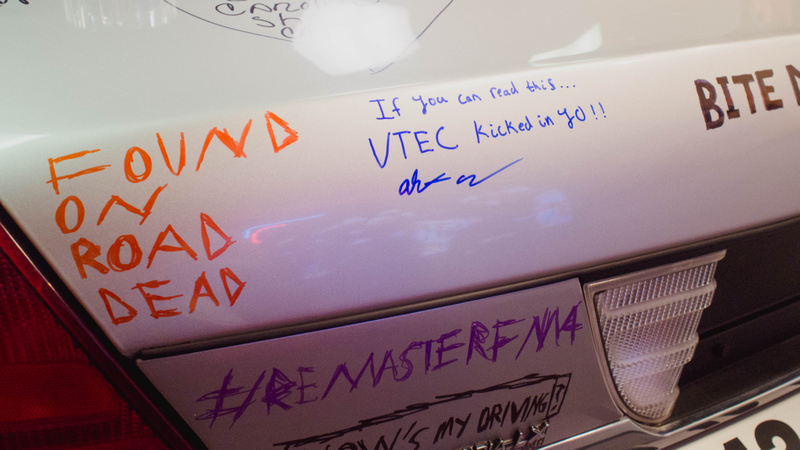 FOUND
ON
ROAD
DEAD
If you can read this...
VTEC kicked in yo!!
BITE
#REMASTERFM4
HOW'S MY DRIVING?